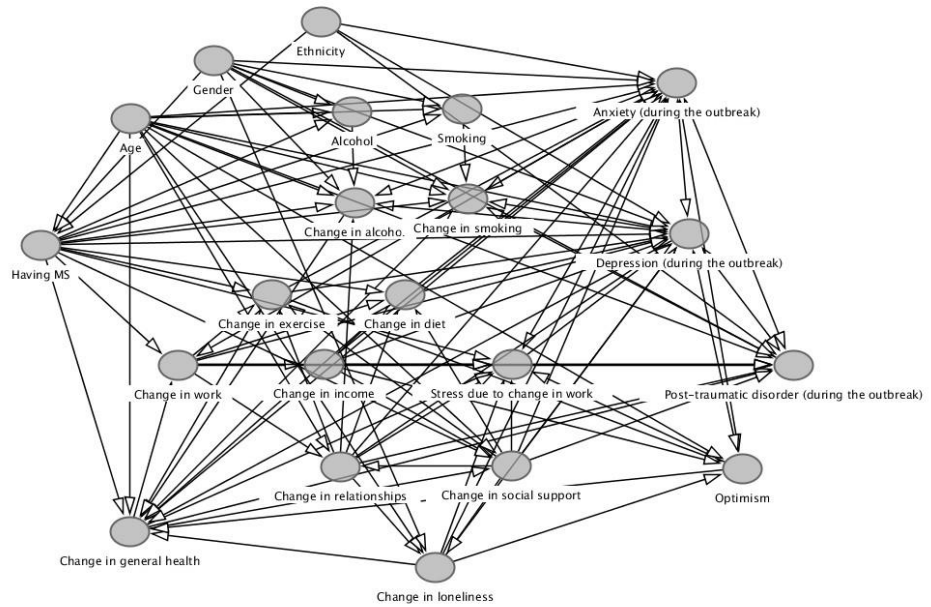 Ethnicity
Gender
Anxiety (during the outbreak)
Alcohol
Smoking
Age
Change in alcoho.
Change in smoking
Depression (during the outbreak)
Having MS
Change in exercise
Change in diet
Change in work
Change in income
Stress due to change in work
Post-traumatic disorder (during the outbreak)
Change in relationships
Change in social support
Optimism
Change in general health
Change in loneliness